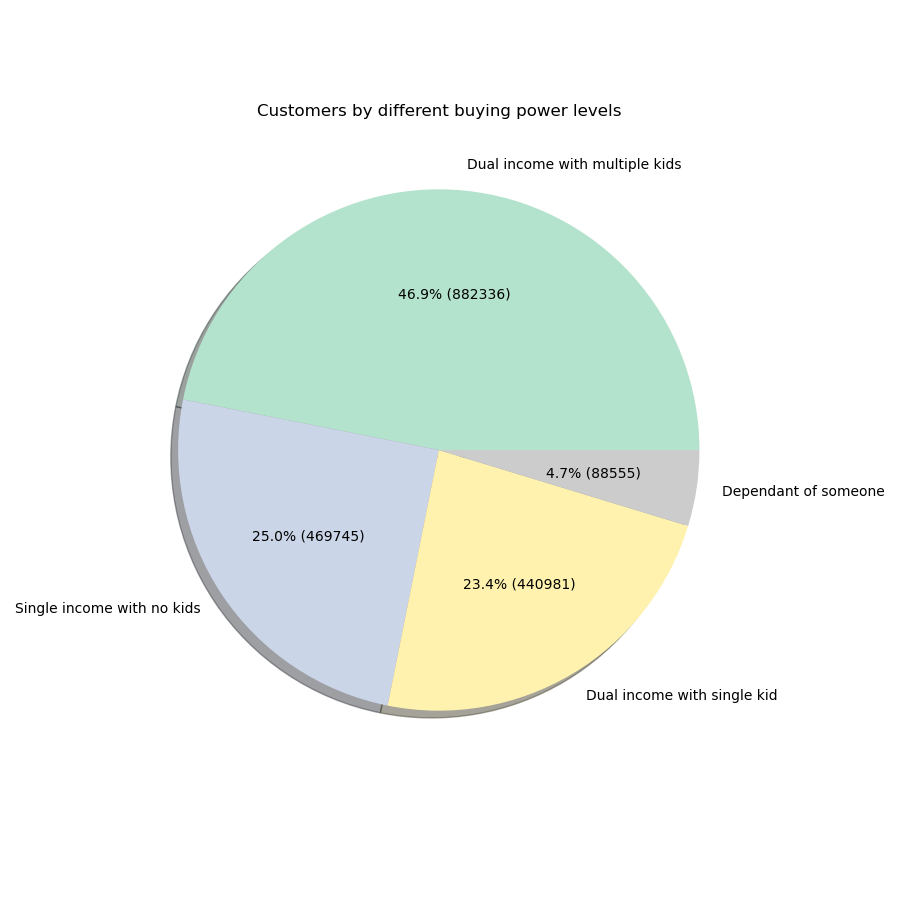 Customers by different buying power levels
Dual income with multiple kids
46.9% (882336)
4.7% (88555)
Dependant of someone
25.0% (469745)
23.4% (440981)
Single income with no kids
Dual income with single kid